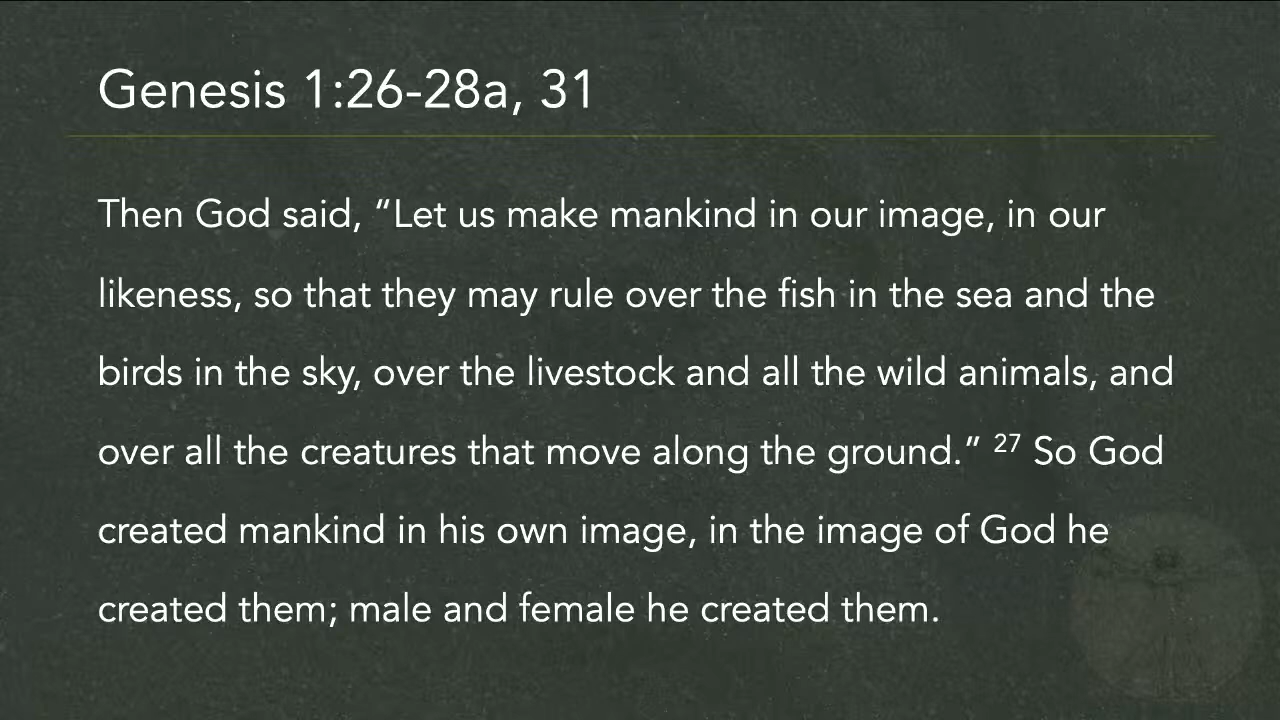 Genesis 1:26-28a, 31
Then God said, “Let us make mankind in our image, in our
likeness, so that they may rule over the fish in the sea and the
birds in the sky, over the livestock and all the wild animals, and
over all the creatures that move along the ground.” 27 So God
created mankind in his own image, in the image of God he
created them; male and female he created them.